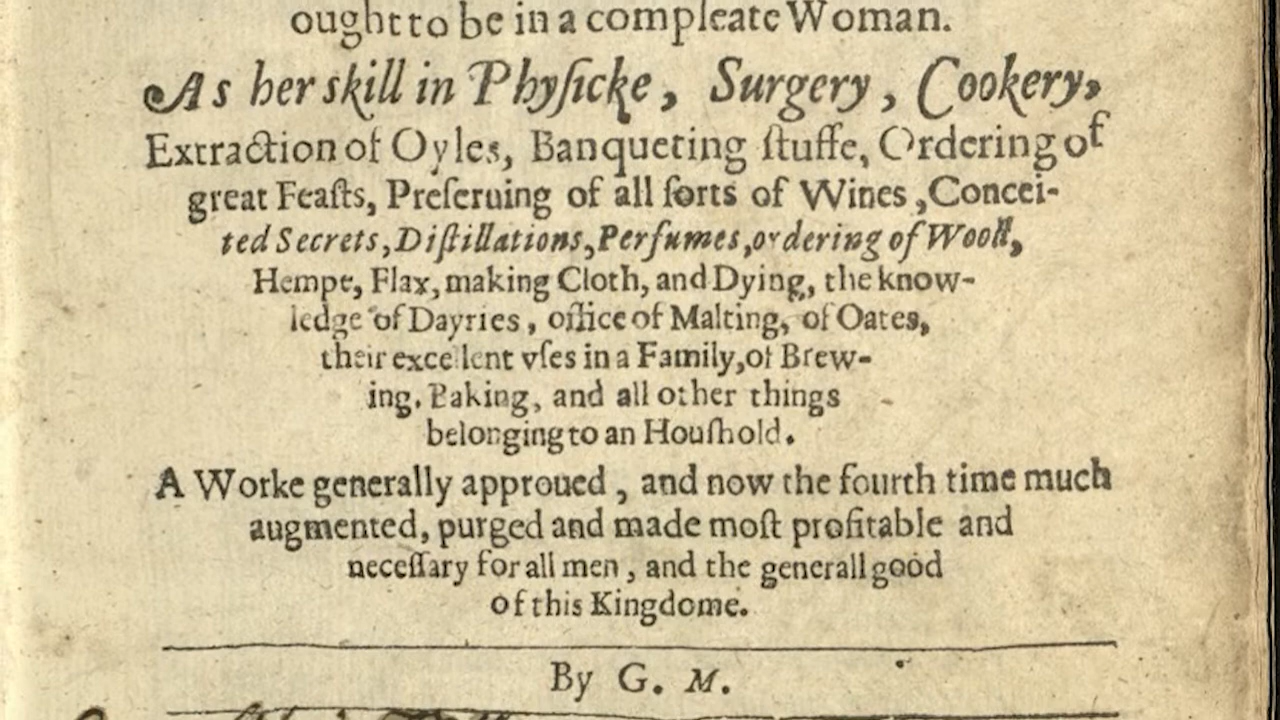 ought to be in a compleate Woman.
As her skill in Phyſicke, Surgery, Cookery,
Extraction of Oyles, Banqueting ſtuffe, Ordering of
great Feaſts, Preſeruing of all ſorts of Wines, Concei-
ted Secrets, Diſtillations, Perfumes, ordering of Wooll,
Hempe, Flax, making Cloth, and Dying, the know-
ledge of Dayries, office of Malting, of Oates,
their excellent vſes in a Family, of Brew-
ing, Baking, and all other things
belonging to an Houſhold.
A Worke generally approued, and now the fourth time much
augmented, purged and made moſt profitable and
neceſſary for all men, and the generall good
of this Kingdome.
By G. M.